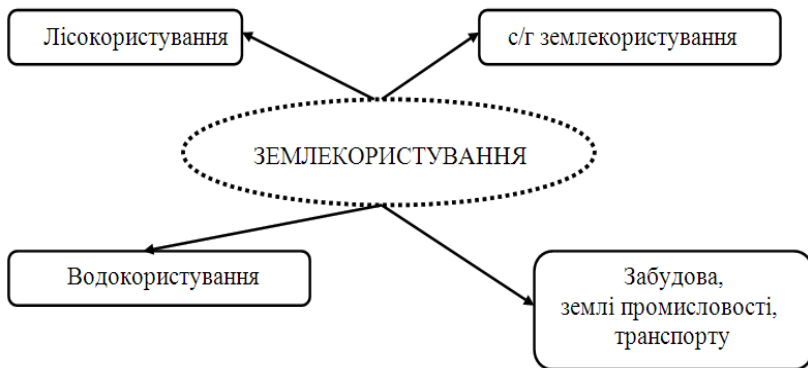 Лісокористування
с/г землекористування
ЗЕМЛЕКОРИСТУВАННЯ
Водокористування
Забудова,
землі промисловості,
транспорту